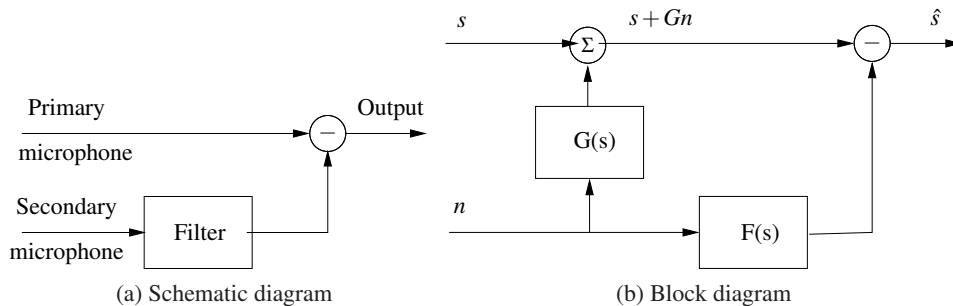 Primary
microphone
Output
−
Secondary
microphone
Filter
(a) Schematic diagram
s
s + Gn
ŝ
Σ
−
G(s)
n
F(s)
(b) Block diagram